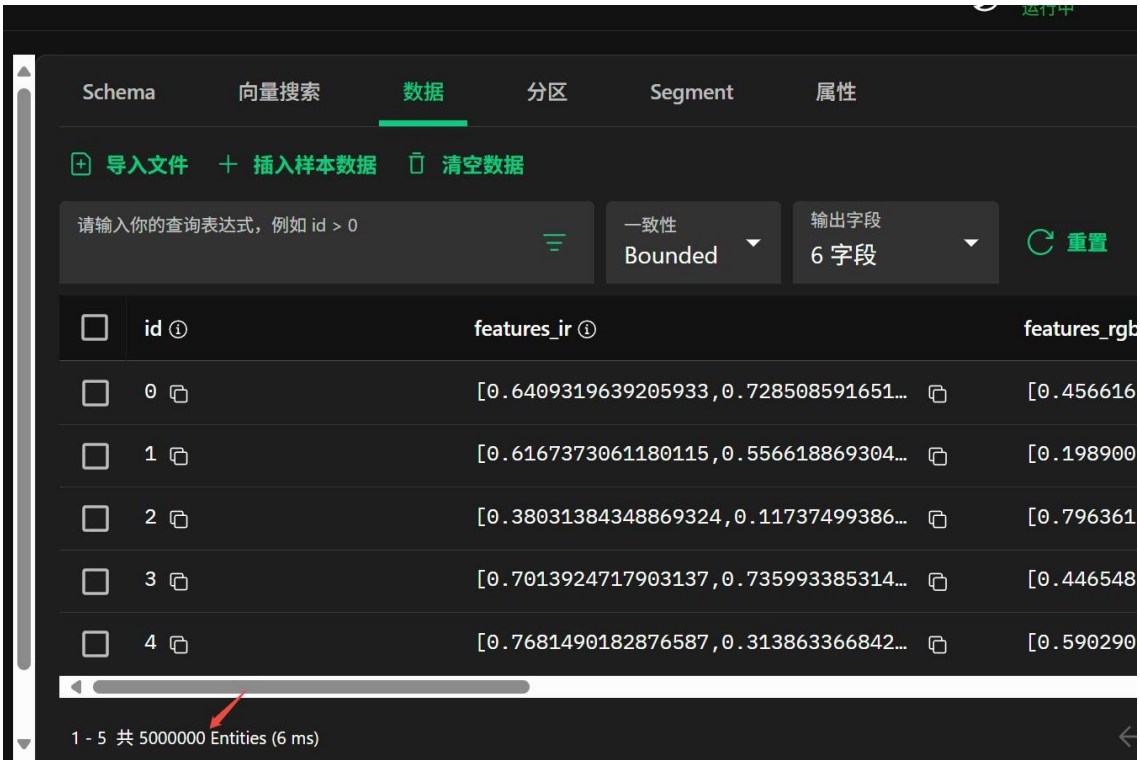 运行中
Schema 向量搜索 数据 分区 Segment 属性
导入文件 插入样本数据 清空数据
请输入你的查询表达式，例如 id > 0
一致性
Bounded
输出字段
6 字段
重置
id features_ir features_rgb
0 [0.6409319639205933,0.728508591651… [0.456616
1 [0.6167373061180115,0.556618869304… [0.198900
2 [0.38031384348869324,0.11737499386… [0.796361
3 [0.7013924717903137,0.735993385314… [0.446548
4 [0.7681490182876587,0.313863366842… [0.590290
1 - 5 共 5000000 Entities (6 ms)